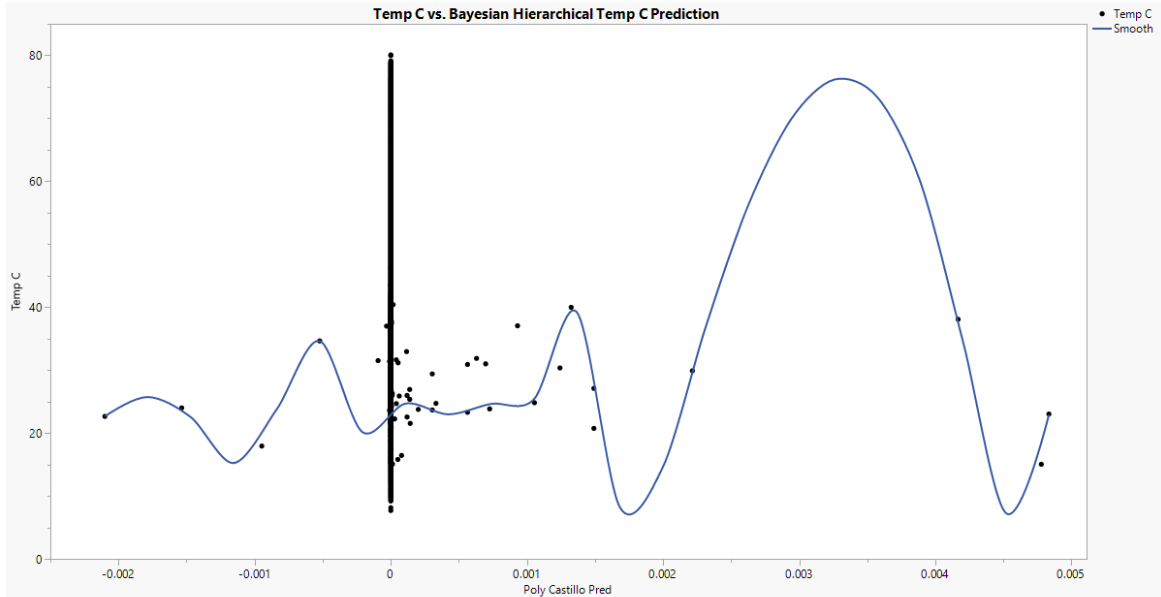 Temp C vs. Bayesian Hierarchical Temp C Prediction
Temp C
Smooth
80
60
40
20
0
Temp C
-0.002
-0.001
0
0.001
0.002
0.003
0.004
0.005
Poly Castillo Pred